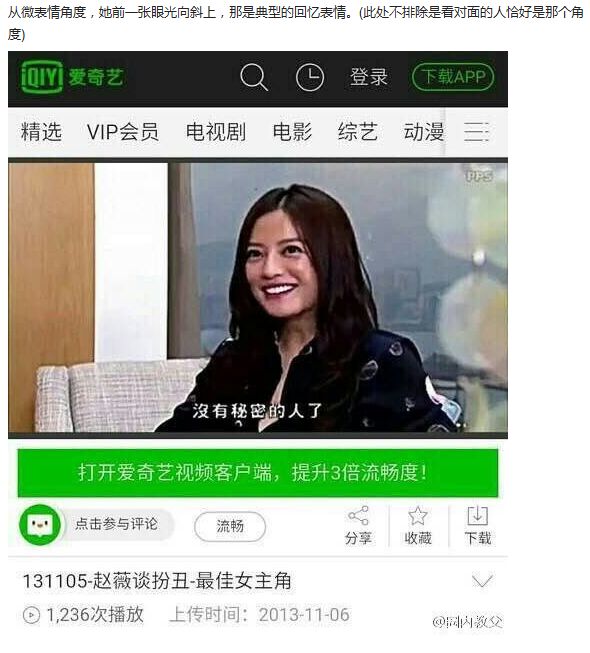 从微表情角度，她前一张眼光向斜上，那是典型的回忆表情。(此处不排除是看对面的人恰好是那个角
度)
iQIYI 爱奇艺 登录 下载APP
精选 VIP会员 电视剧 电影 综艺 动漫
PPS
沒有秘密的人了
打开爱奇艺视频客户端，提升3倍流畅度！
点击参与评论 流畅 分享 收藏 下载
131105-赵薇谈扮丑-最佳女主角
1,236次播放 上传时间：2013-11-06
@圈内教父